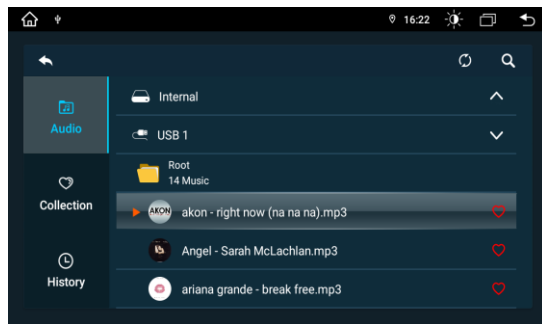 16:22
Internal
Audio
USB 1
Root
14 Music
Collection
AKON
akon - right now (na na na).mp3
Angel - Sarah McLachlan.mp3
History
ariana grande - break free.mp3